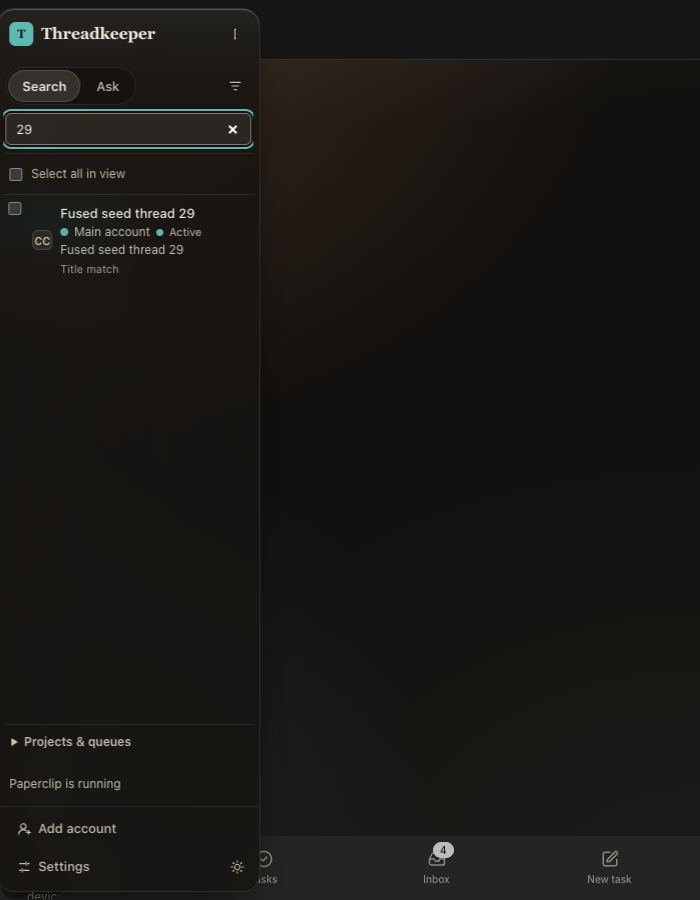 T Threadkeeper
Search Ask
29
Select all in view
Fused seed thread 29
Main account Active
CC
Fused seed thread 29
Title match
Projects & queues
Paperclip is running
Add account
Settings
4
Inbox
New task